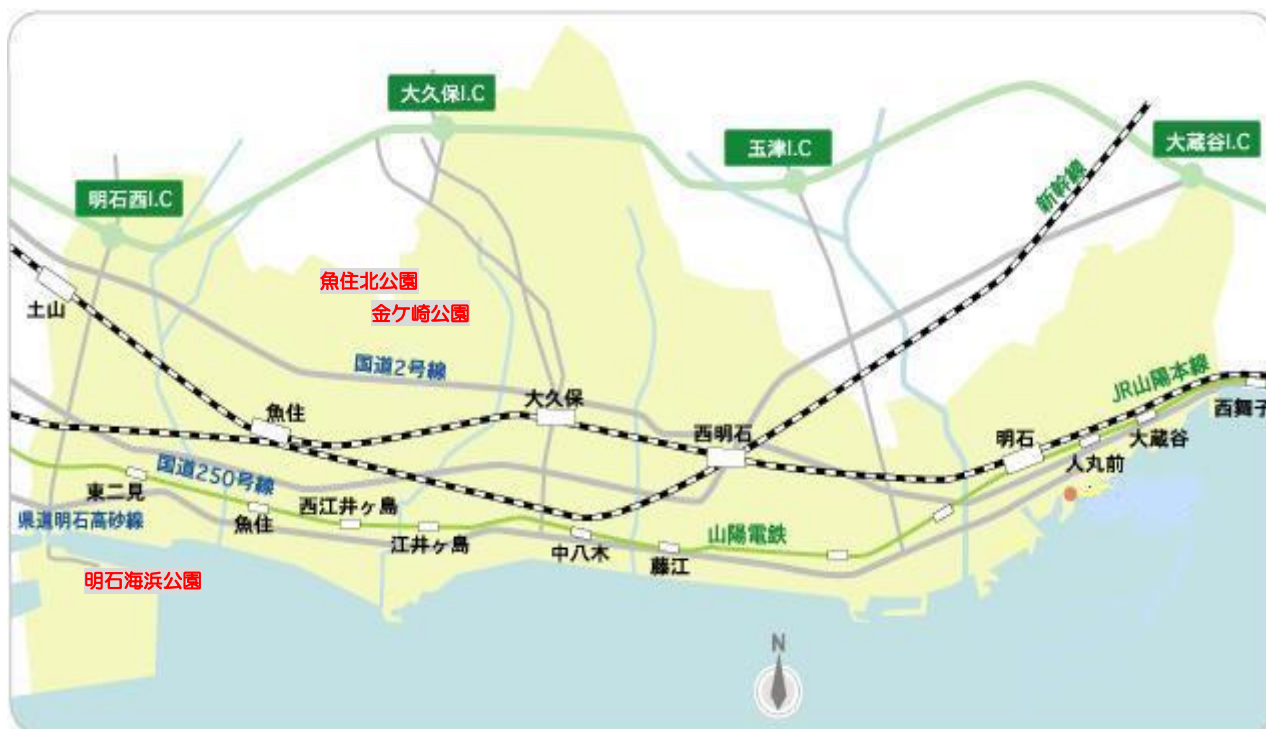 大久保I.C
玉津I.C
大蔵谷I.C
明石西I.C
新幹線
魚住北公園
金ケ崎公園
土山
国道2号線
JR山陽本線
大久保
西舞子
魚住
西明石
明石
大蔵谷
人丸前
国道250号線
東二見
西江井ヶ島
県道明石高砂線
魚住
江井ヶ島
中八木
山陽電鉄
藤江
明石海浜公園
N